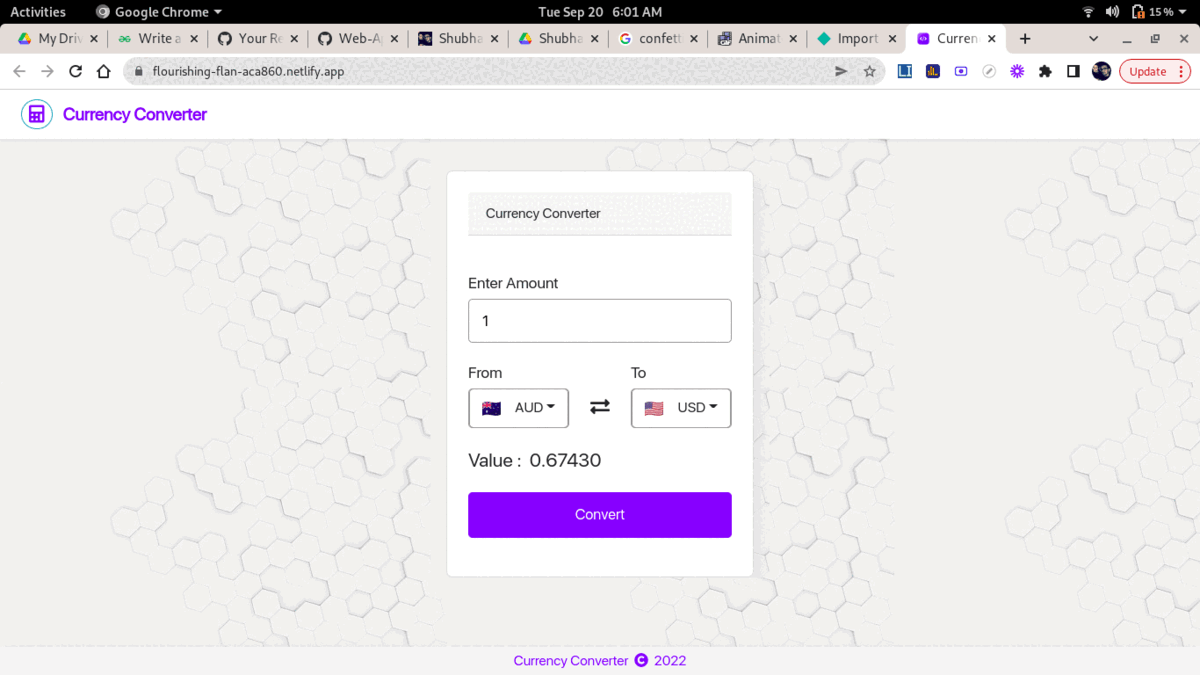 Activities Google Chrome Tue Sep 20 6:01 AM 15 %
My Driv Write a Your Re Web-A Shubha Shubha confett Animat Import Curren
flourishing-flan-aca860.netlify.app Update
Currency Converter
Currency Converter
Enter Amount
1
From To
AUD USD
Value : 0.67430
Convert
Currency Converter C 2022